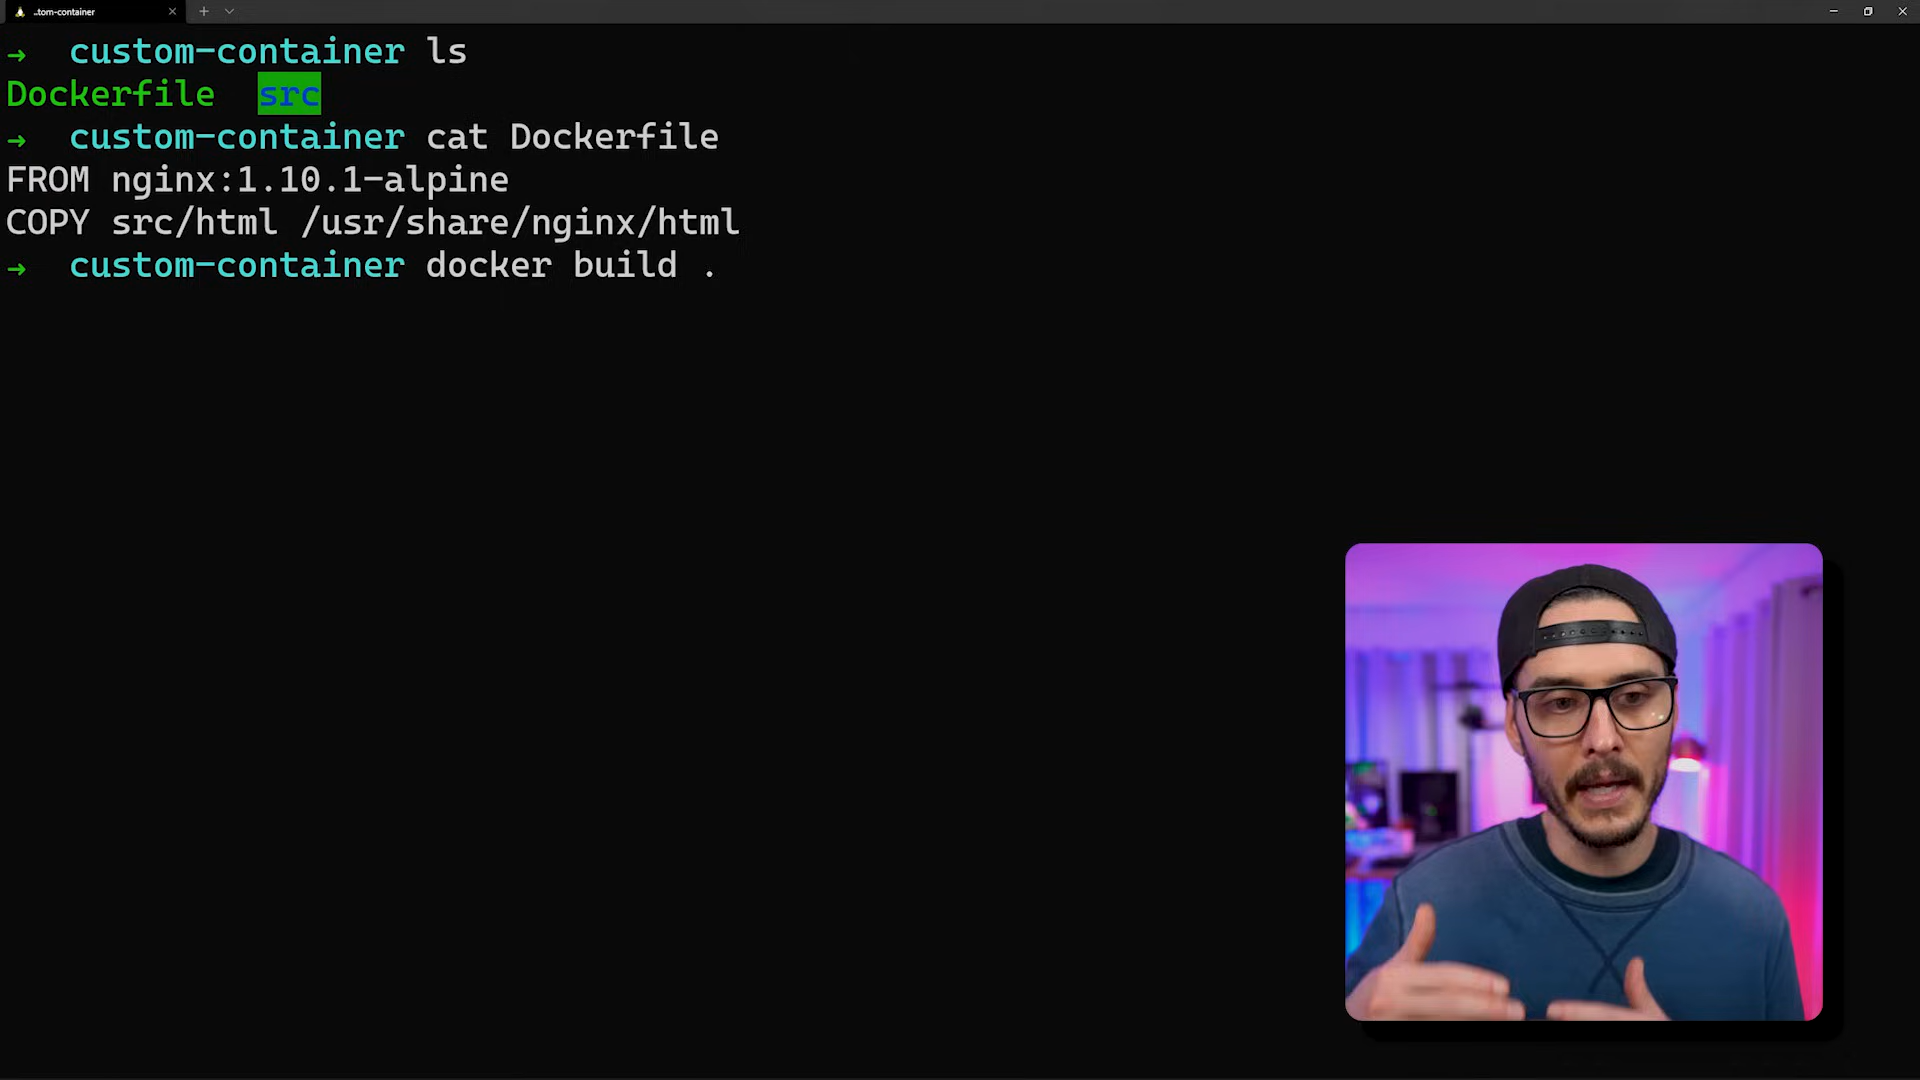 ..tom-container
→ custom-container ls
Dockerfile src
→ custom-container cat Dockerfile
FROM nginx:1.10.1-alpine
COPY src/html /usr/share/nginx/html
→ custom-container docker build .